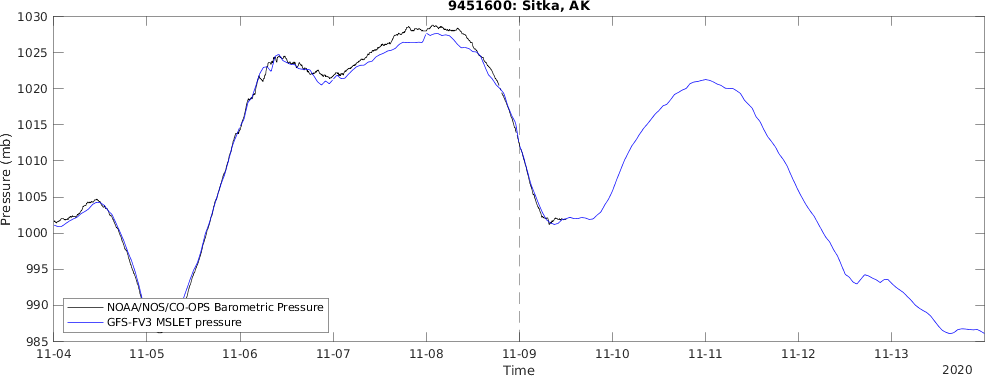 9451600: Sitka, AK
Pressure (mb)
1030
1025
1020
1015
1010
1005
1000
995
990
985
NOAA/NOS/CO-OPS Barometric Pressure
GFS-FV3 MSLET pressure
11-04 11-05 11-06 11-07 11-08 11-09 11-10 11-11 11-12 11-13
Time
2020